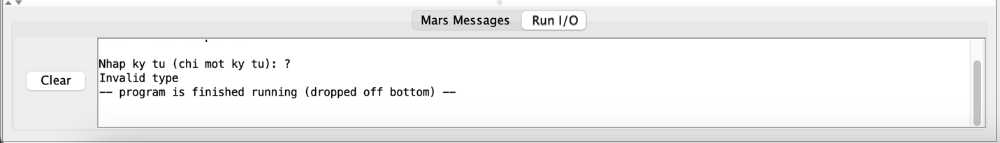 Mars Messages Run I/O
Clear
Nhap ky tu (chi mot ky tu): ?
Invalid type
-- program is finished running (dropped off bottom) --